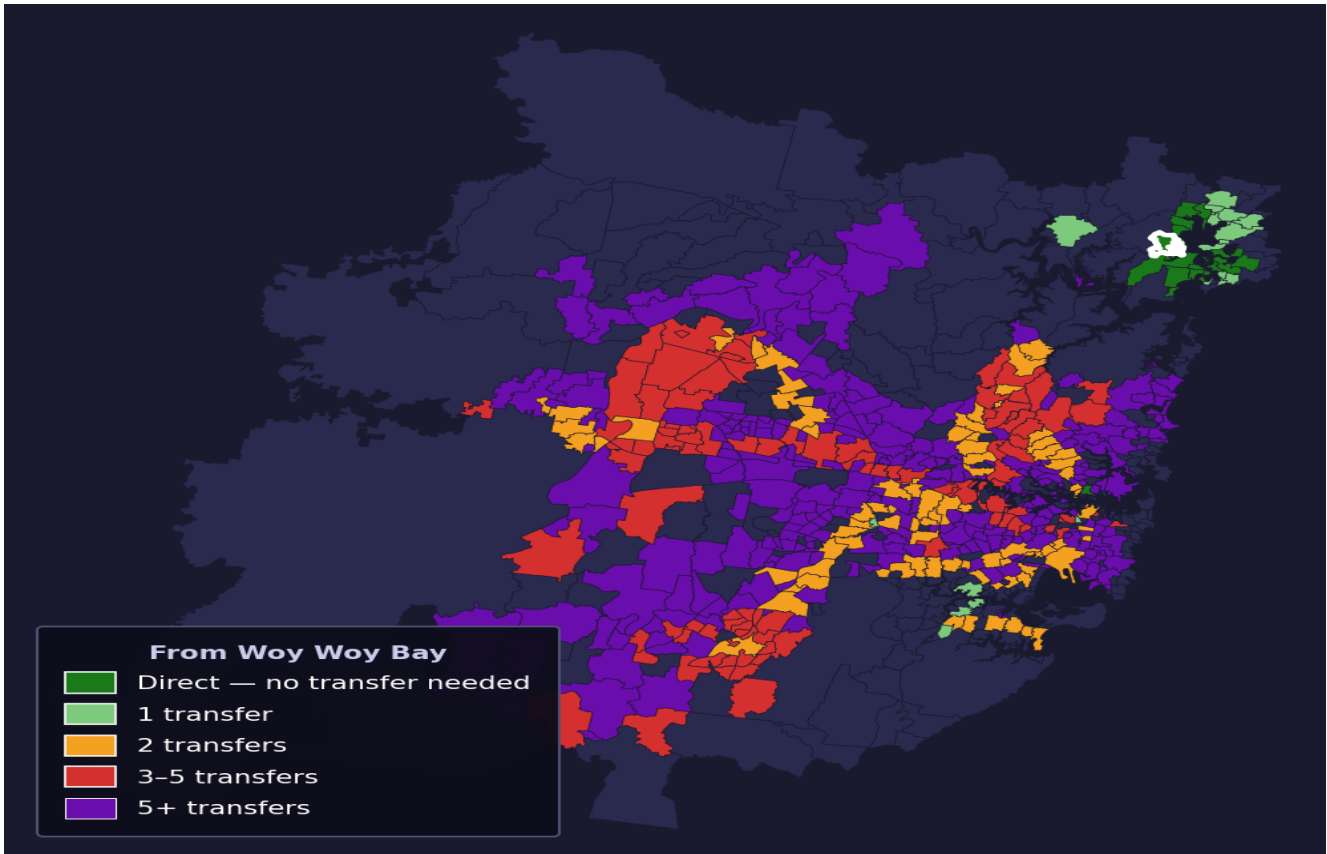 From Woy Woy Bay
Direct — no transfer needed
1 transfer
2 transfers
3–5 transfers
5+ transfers